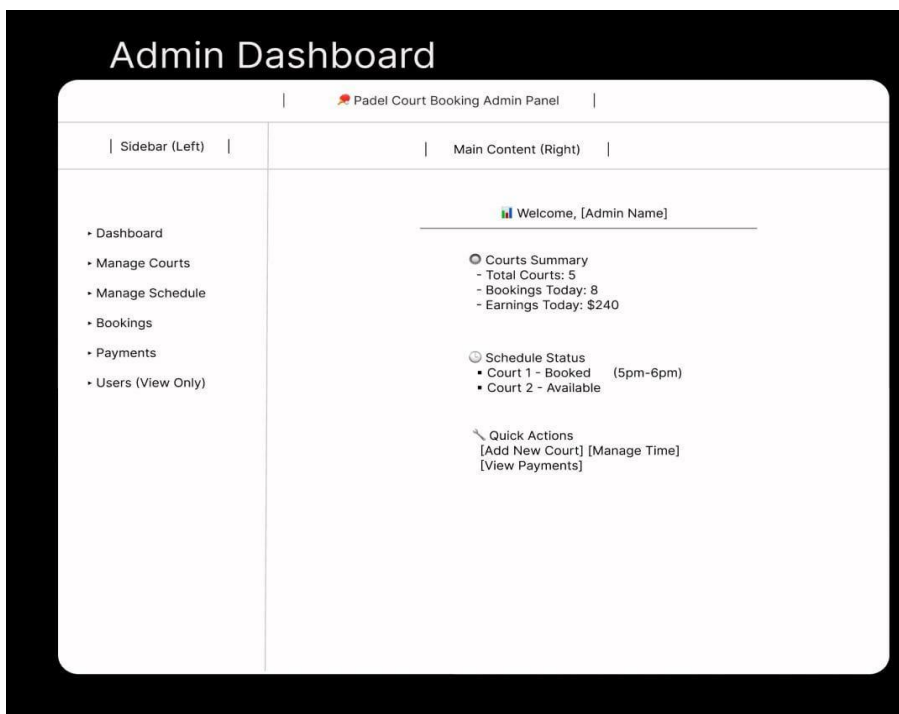 Admin Dashboard
| 🏓 Padel Court Booking Admin Panel |
| Sidebar (Left) |
| Main Content (Right) |
▸ Dashboard
▸ Manage Courts
▸ Manage Schedule
▸ Bookings
▸ Payments
▸ Users (View Only)
📊 Welcome, [Admin Name]
🔘 Courts Summary
- Total Courts: 5
- Bookings Today: 8
- Earnings Today: $240
🕒 Schedule Status
▪ Court 1 - Booked (5pm-6pm)
▪ Court 2 - Available
🔧 Quick Actions
[Add New Court] [Manage Time]
[View Payments]